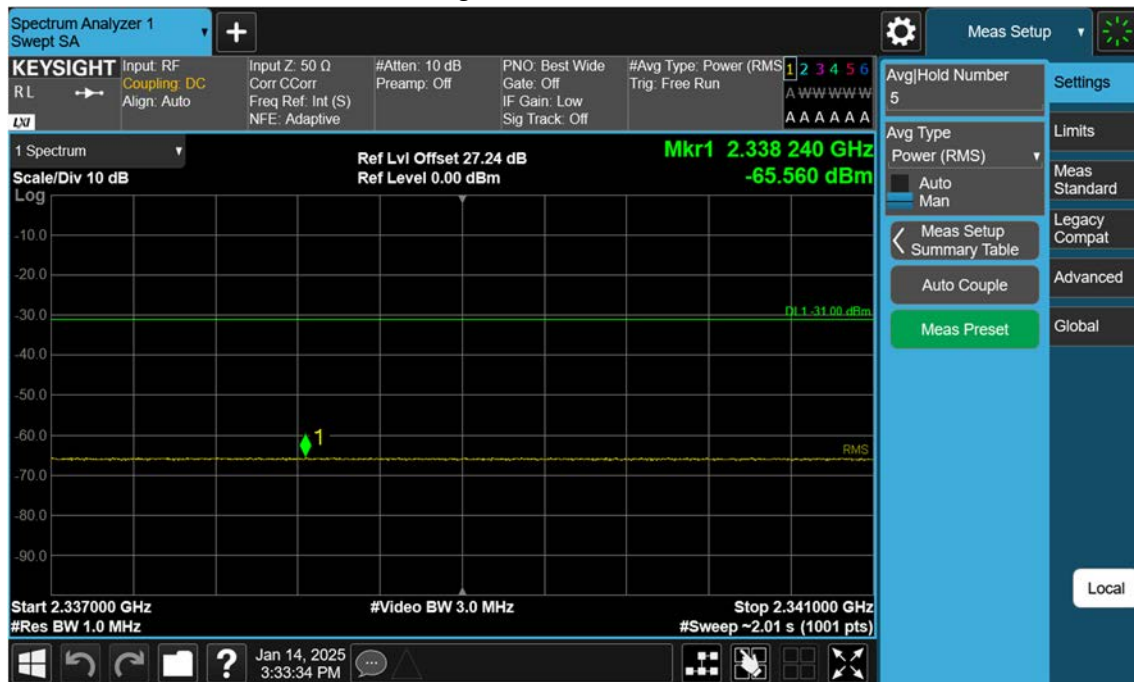 Spectrum Analyzer 1
Swept SA
Meas Setup
KEYSIGHT
R L
LXI
Input: RF
Coupling: DC
Align: Auto
Input Z: 50 Ω
Corr CCorr
Freq Ref: Int (S)
NFE: Adaptive
#Atten: 10 dB
Preamp: Off
PNO: Best Wide
Gate: Off
IF Gain: Low
Sig Track: Off
#Avg Type: Power (RMS
Trig: Free Run
1 2 3 4 5 6
A W W W W W
A A A A A A
1 Spectrum
Scale/Div 10 dB
Ref Lvl Offset 27.24 dB
Ref Level 0.00 dBm
Mkr1 2.338 240 GHz
-65.560 dBm
Log
-10.0
-20.0
-30.0
DL1 -31.00 dBm
-40.0
-50.0
-60.0
1
RMS
-70.0
-80.0
-90.0
Start 2.337000 GHz
#Video BW 3.0 MHz
Stop 2.341000 GHz
#Res BW 1.0 MHz
#Sweep ~2.01 s (1001 pts)
Avg|Hold Number
5
Avg Type
Power (RMS)
Auto
Man
Meas Setup
Summary Table
Auto Couple
Meas Preset
Settings
Limits
Meas
Standard
Legacy
Compat
Advanced
Global
Local
?
Jan 14, 2025
3:33:34 PM